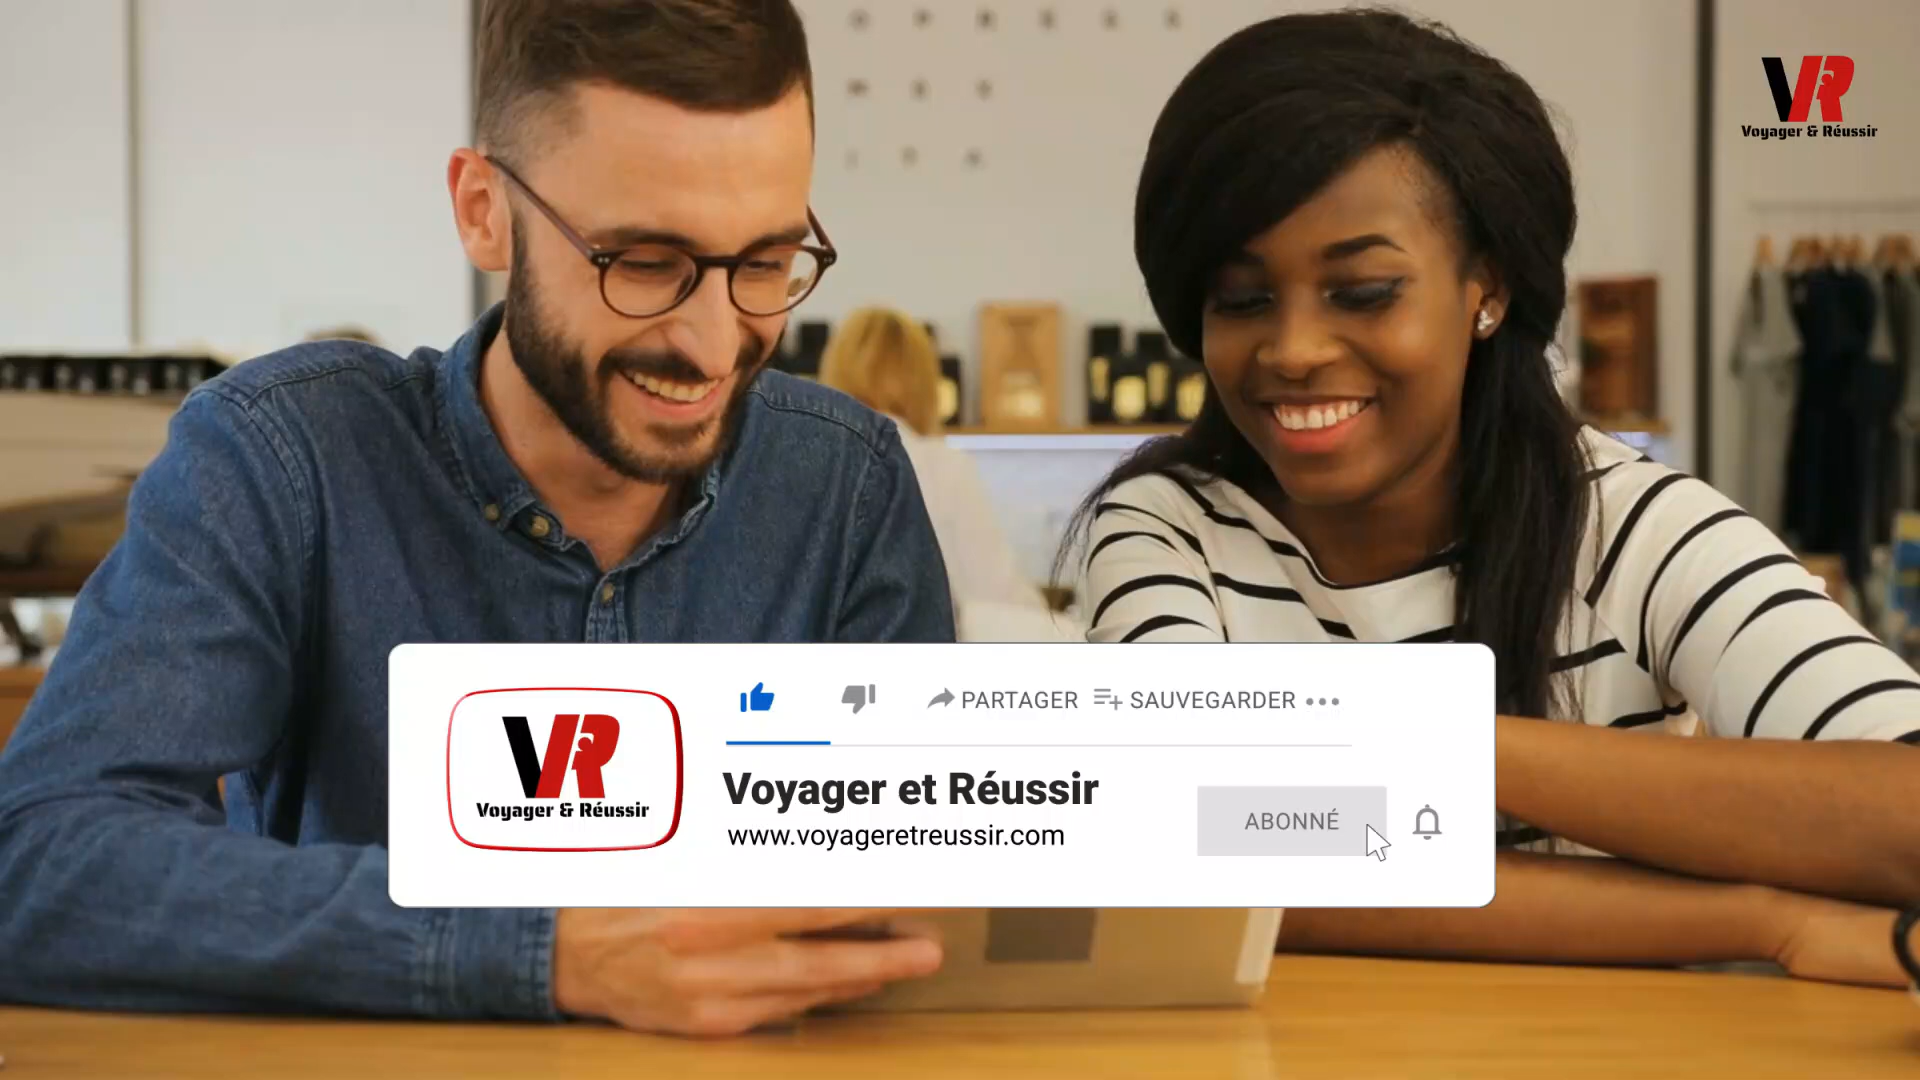 VR
Voyager & Réussir
PARTAGER
SAUVEGARDER
VR
Voyager & Réussir
Voyager et Réussir
www.voyageretreussir.com
ABONNÉ